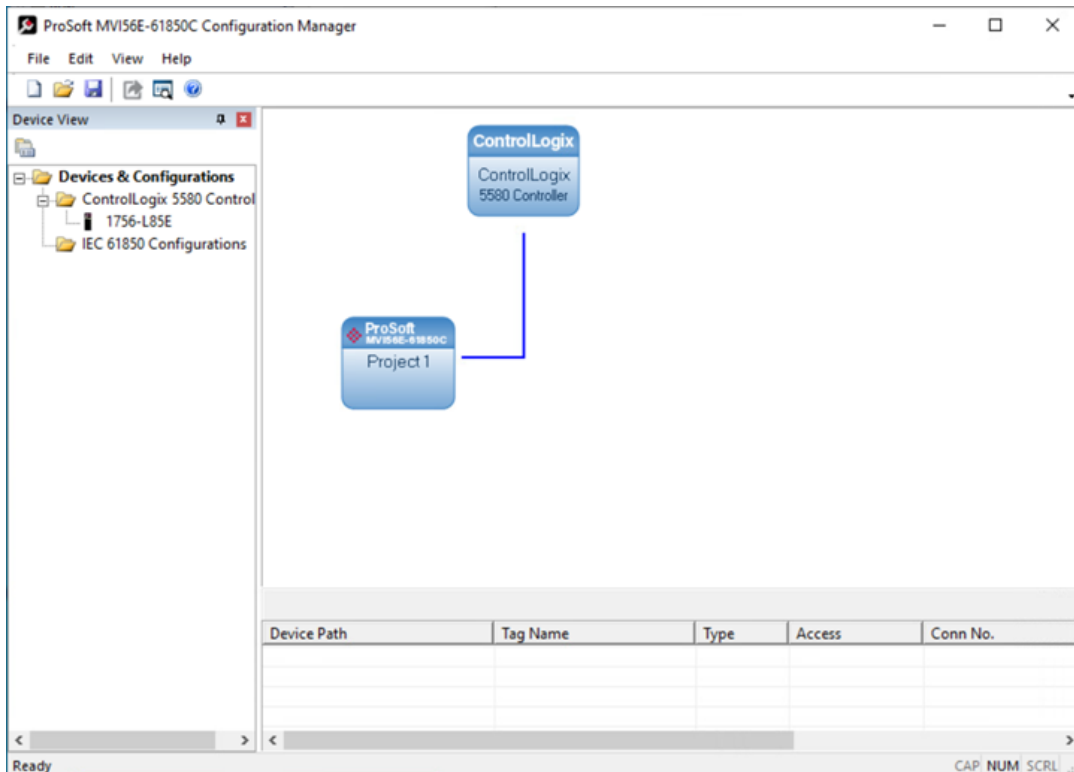 ProSoft MVI56E-61850C Configuration Manager
File Edit View Help
Device View
Devices & Configurations
ControlLogix 5580 Control
1756-L85E
IEC 61850 Configurations
ControlLogix
ControlLogix
5580 Controller
ProSoft
MVI56E-61850C
Project 1
Device Path Tag Name Type Access Conn No.
Ready CAP NUM SCRL